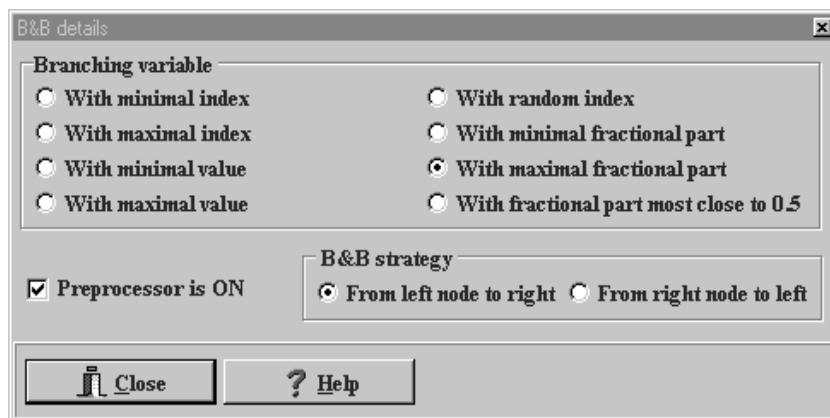 B&B details
Branching variable
With minimal index
With maximal index
With minimal value
With maximal value
With random index
With minimal fractional part
With maximal fractional part
With fractional part most close to 0.5
Preprocessor is ON
B&B strategy
From left node to right
From right node to left
Close
? Help